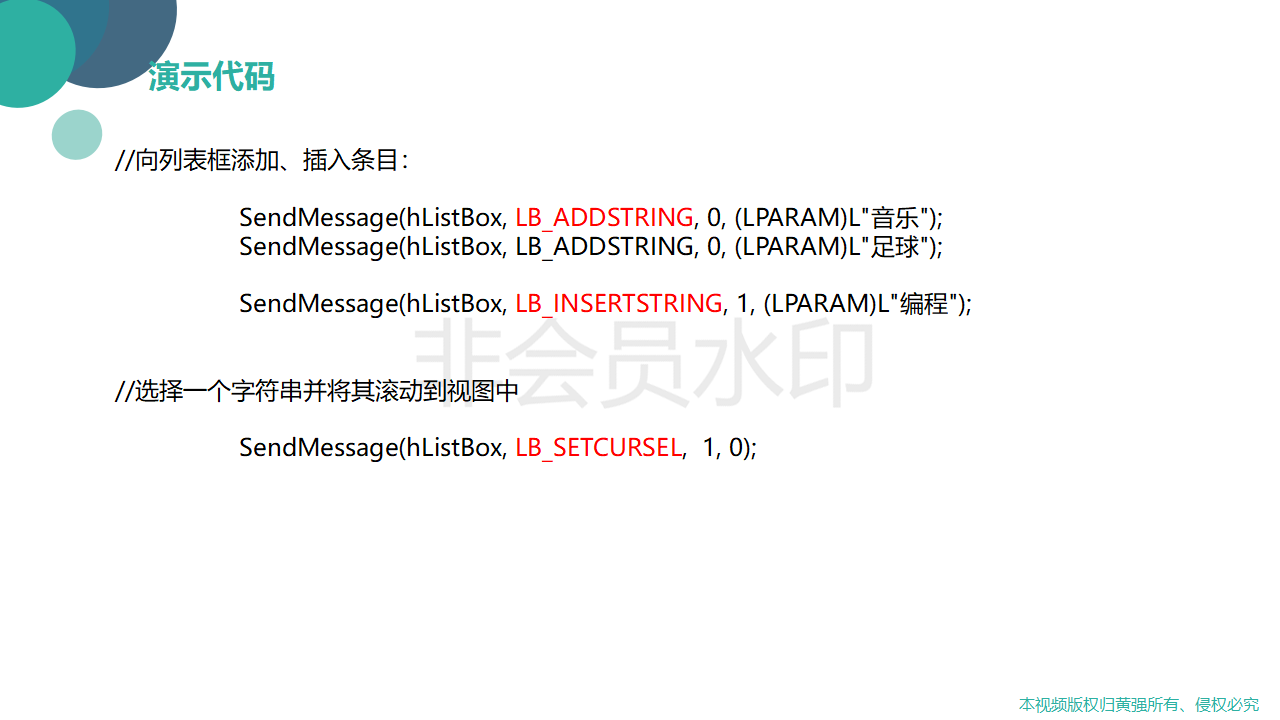 演示代码
//向列表框添加、插入条目：
SendMessage(hListBox, LB_ADDSTRING, 0, (LPARAM)L"音乐");
SendMessage(hListBox, LB_ADDSTRING, 0, (LPARAM)L"足球");
SendMessage(hListBox, LB_INSERTSTRING, 1, (LPARAM)L"编程");
非会员水印
//选择一个字符串并将其滚动到视图中
SendMessage(hListBox, LB_SETCURSEL,  1, 0);
本视频版权归黄强所有、侵权必究